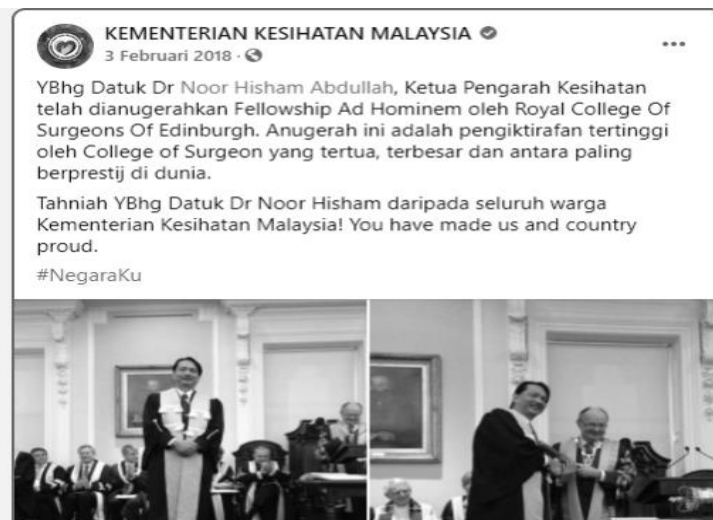 KEMENTERIAN KESIHATAN MALAYSIA
3 Februari 2018 ·
YBhg Datuk Dr Noor Hisham Abdullah, Ketua Pengarah Kesihatan
telah dianugerahkan Fellowship Ad Hominem oleh Royal College Of
Surgeons Of Edinburgh. Anugerah ini adalah pengiktirafan tertinggi
oleh College of Surgeon yang tertua, terbesar dan antara paling
berprestij di dunia.
Tahniah YBhg Datuk Dr Noor Hisham daripada seluruh warga
Kementerian Kesihatan Malaysia! You have made us and country
proud.
#NegaraKu